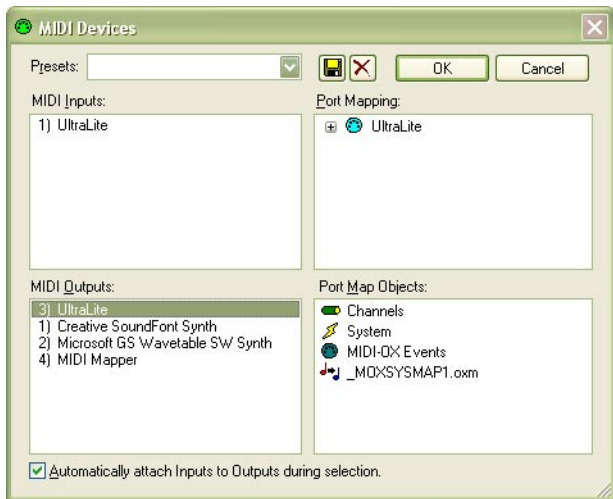 MIDI Devices
Presets:
OK
Cancel
MIDI Inputs:
1) UltraLite
Port Mapping:
UltraLite
MIDI Outputs:
3) UltraLite
1) Creative SoundFont Synth
2) Microsoft GS Wavetable SW Synth
4) MIDI Mapper
Port Map Objects:
Channels
System
MIDI-OX Events
_MOXSYSMAP1.oxm
Automatically attach Inputs to Outputs during selection.